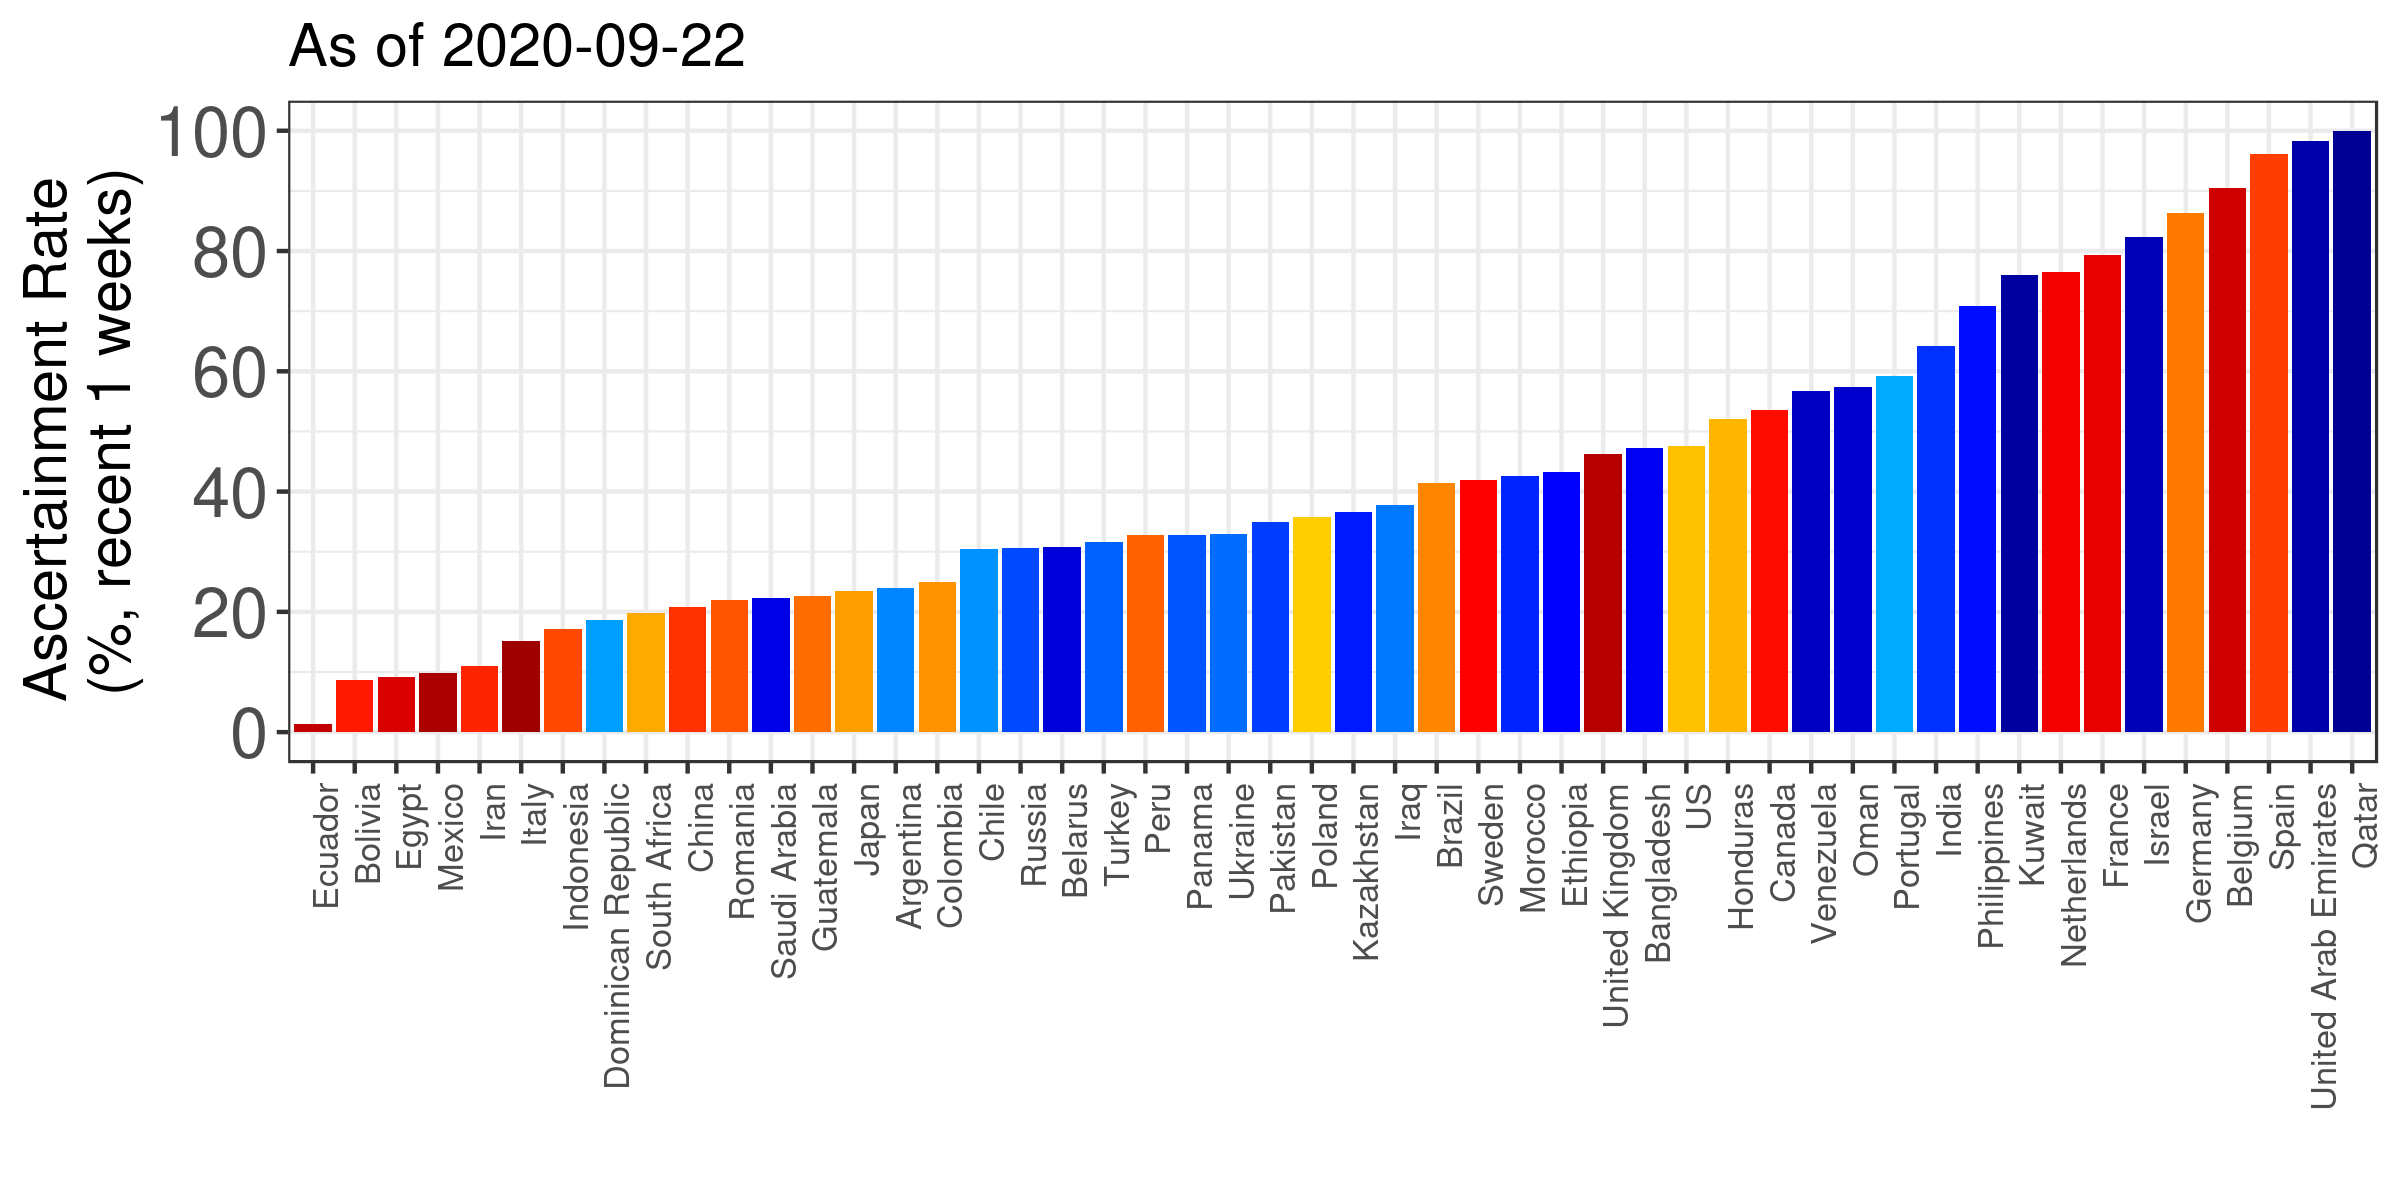 As of 2020-09-22
Ascertainment Rate
(%, recent 1 weeks)
100
80
60
40
20
0
Ecuador
Bolivia
Egypt
Mexico
Iran
Italy
Indonesia
Dominican Republic
South Africa
China
Romania
Saudi Arabia
Guatemala
Japan
Argentina
Colombia
Chile
Russia
Belarus
Turkey
Peru
Panama
Ukraine
Pakistan
Poland
Kazakhstan
Iraq
Brazil
Sweden
Morocco
Ethiopia
United Kingdom
Bangladesh
US
Honduras
Canada
Venezuela
Oman
Portugal
India
Philippines
Kuwait
Netherlands
France
Israel
Germany
Belgium
Spain
United Arab Emirates
Qatar